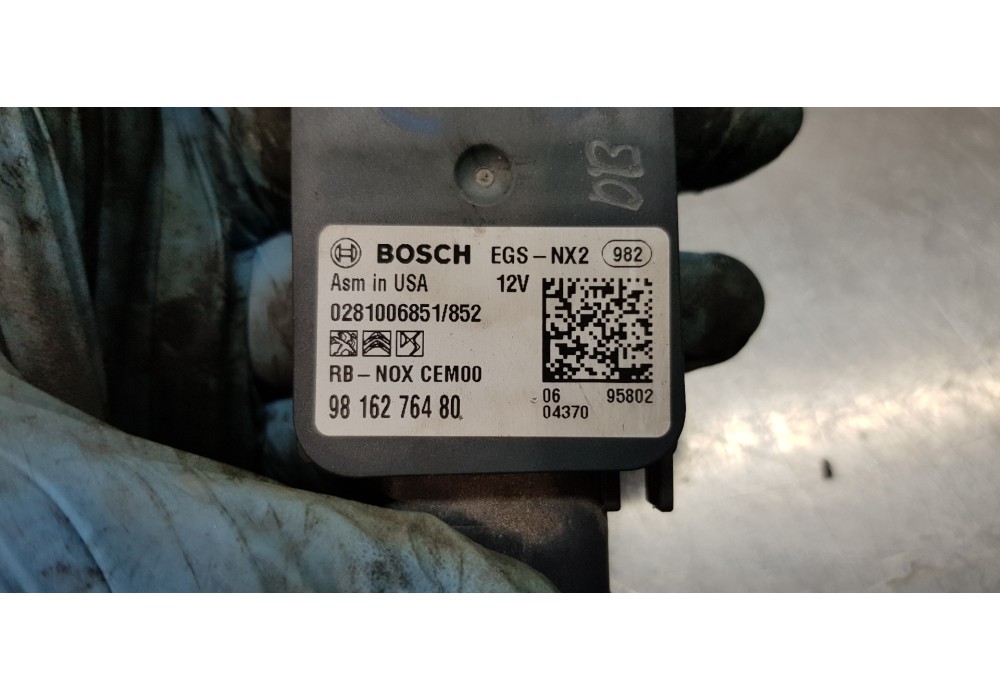 DB
BOSCH EGS-NX2 982
Asm in USA 12V
0281006851/852
RB-NOX CEM00
98 162 764 80
06 95802
04370